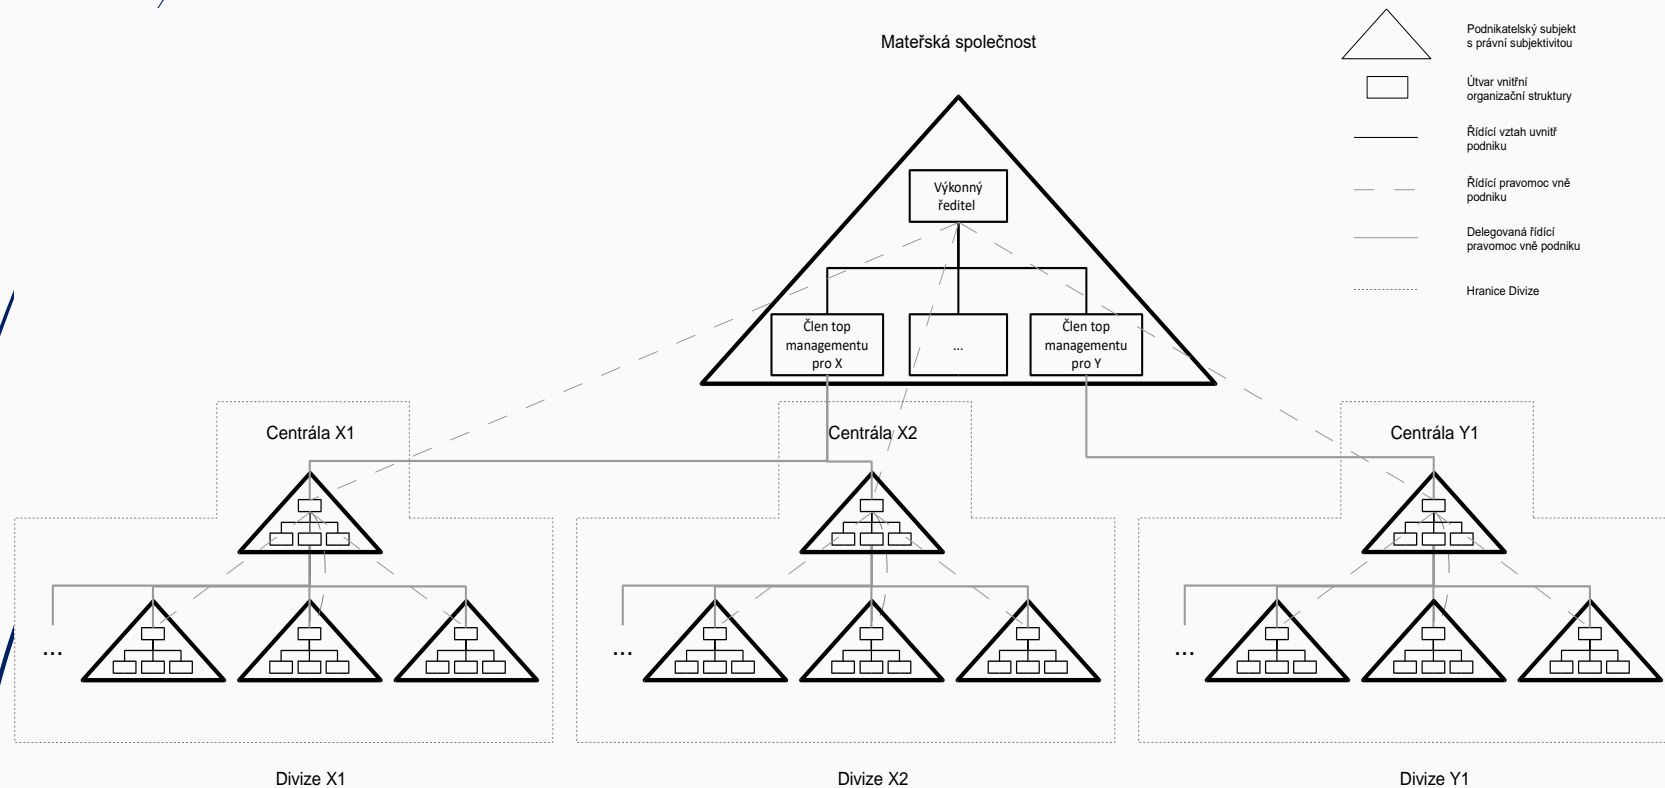 Mateřská společnost
Podnikatelský subjekt
s právní subjektivitou
Útvar vnitřní
organizační struktury
Řídící vztah uvnitř
podniku
Řídící pravomoc vně
podniku
Delegovaná řídící
pravomoc vně podniku
Hranice Divize
Výkonný
ředitel
Člen top
managementu
pro X
...
Člen top
managementu
pro Y
Centrála X1
Centrála X2
Centrála Y1
...
...
...
Divize X1
Divize X2
Divize Y1